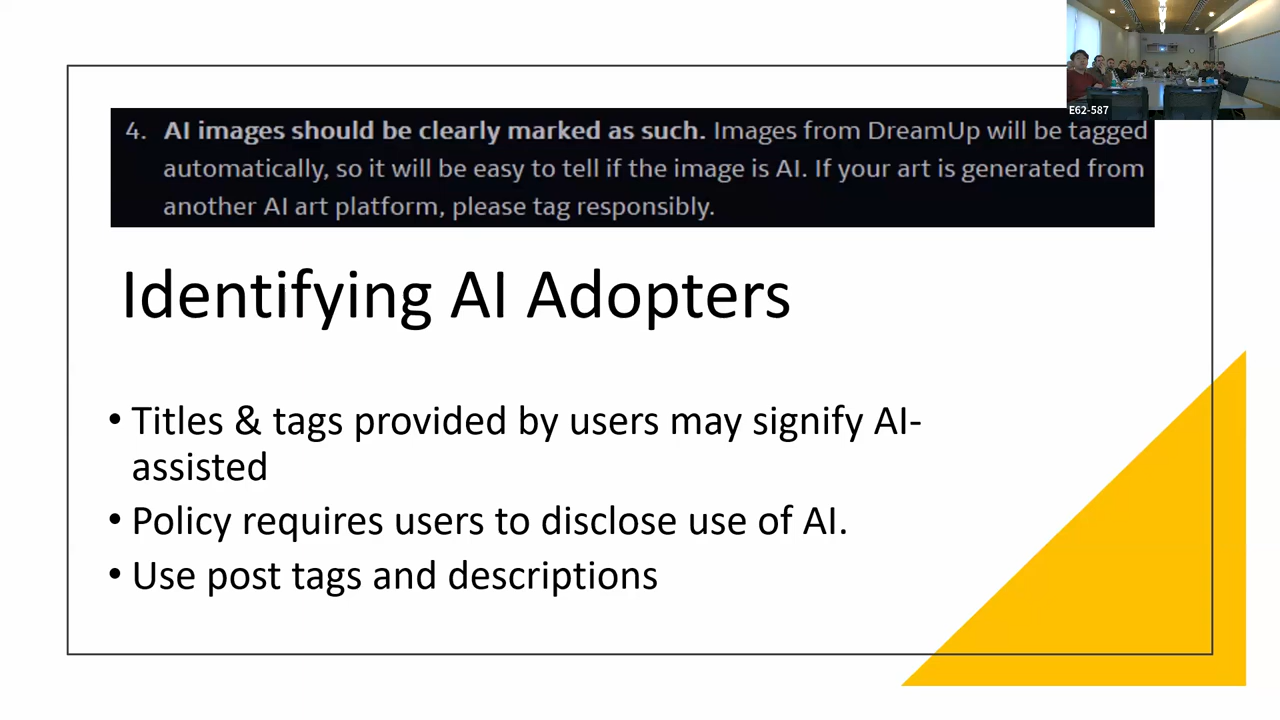 E62-587
4. AI images should be clearly marked as such. Images from DreamUp will be tagged
automatically, so it will be easy to tell if the image is AI. If your art is generated from
another AI art platform, please tag responsibly.
Identifying AI Adopters
• Titles & tags provided by users may signify AI-
assisted
• Policy requires users to disclose use of AI.
• Use post tags and descriptions